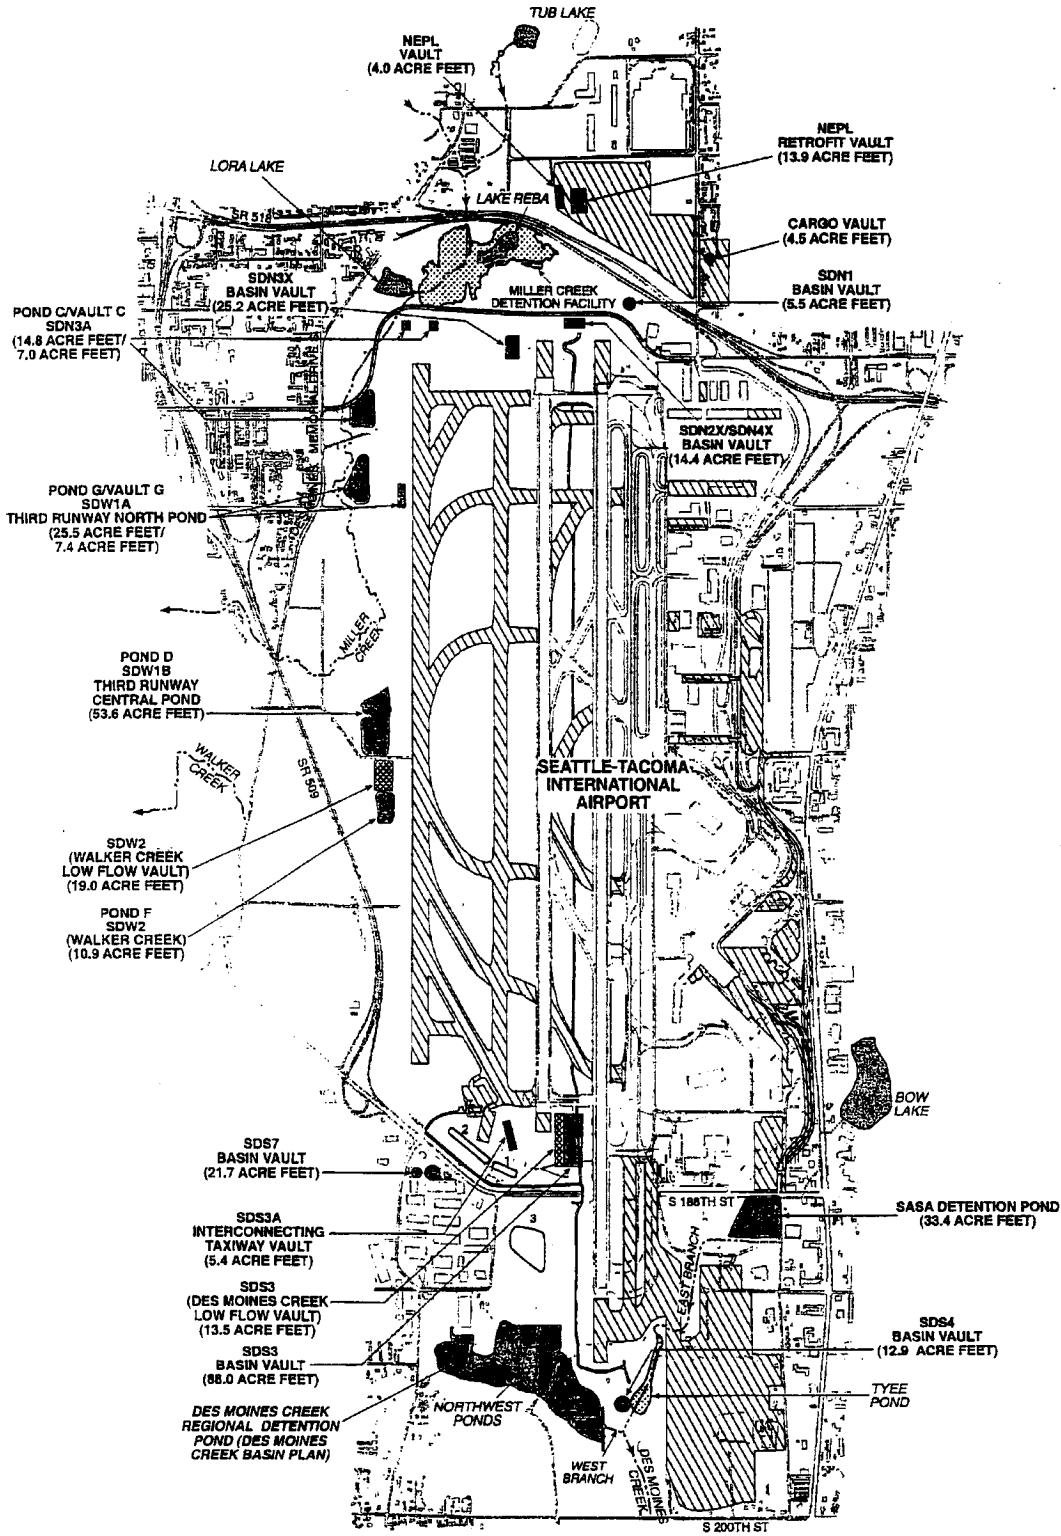 TUB LAKE
NEPL
VAULT
(4.0 ACRE FEET)
NEPL
RETROFIT VAULT
(13.9 ACRE FEET)
LORA LAKE
LAKE REBA
SR 518
CARGO VAULT
(4.5 ACRE FEET)
SDN3X
BASIN VAULT
(25.2 ACRE FEET)
MILLER CREEK
DETENTION FACILITY
SDN1
BASIN VAULT
(5.5 ACRE FEET)
POND C/VAULT C
SDN3A
(14.8 ACRE FEET/
7.0 ACRE FEET)
MEMORIAL DRIVE S
DES MOINES
SDN2X/SDN4X
BASIN VAULT
(14.4 ACRE FEET)
POND G/VAULT G
SDW1A
THIRD RUNWAY NORTH POND
(25.5 ACRE FEET/
7.4 ACRE FEET)
MILLER
CREEK
POND D
SDW1B
THIRD RUNWAY
CENTRAL POND
(53.6 ACRE FEET)
WALKER
CREEK
SR 509
SEATTLE-TACOMA
INTERNATIONAL
AIRPORT
SDW2
(WALKER CREEK
LOW FLOW VAULT)
(19.0 ACRE FEET)
POND F
SDW2
(WALKER CREEK)
(10.9 ACRE FEET)
BOW
LAKE
2
1
SDS7
BASIN VAULT
(21.7 ACRE FEET)
S 188TH ST
SASA DETENTION POND
(33.4 ACRE FEET)
SDS3A
INTERCONNECTING
TAXIWAY VAULT
(5.4 ACRE FEET)
3
EAST BRANCH
SDS3
(DES MOINES CREEK
LOW FLOW VAULT)
(13.5 ACRE FEET)
SDS4
BASIN VAULT
(12.9 ACRE FEET)
SDS3
BASIN VAULT
(88.0 ACRE FEET)
TYEE
POND
NORTHWEST
PONDS
DES MOINES CREEK
REGIONAL DETENTION
POND (DES MOINES
CREEK BASIN PLAN)
WEST
BRANCH
DES MOINES
CREEK
S 200TH ST